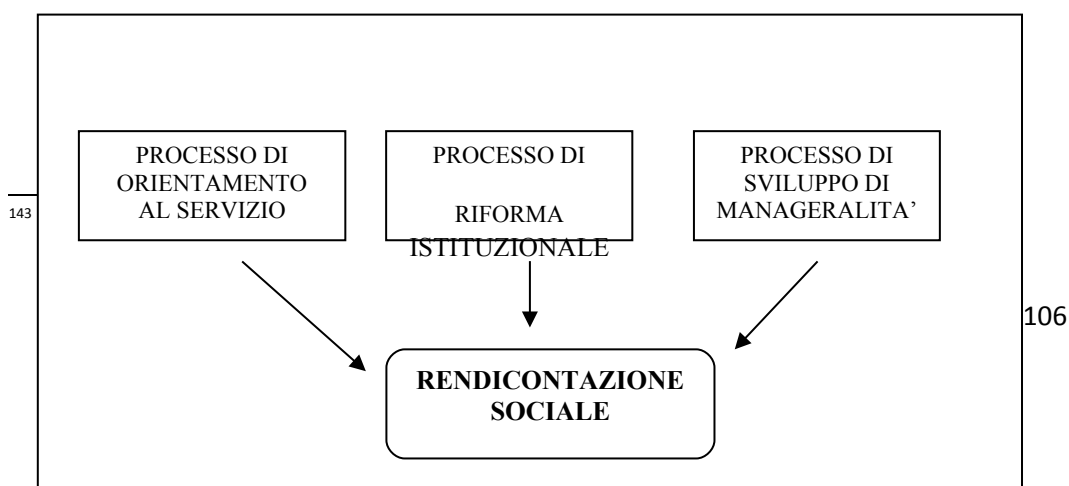 PROCESSO DI
ORIENTAMENTO
AL SERVIZIO
PROCESSO DI
RIFORMA
ISTITUZIONALE
PROCESSO DI
SVILUPPO DI
MANAGERALITA’
143
106
RENDICONTAZIONE
SOCIALE